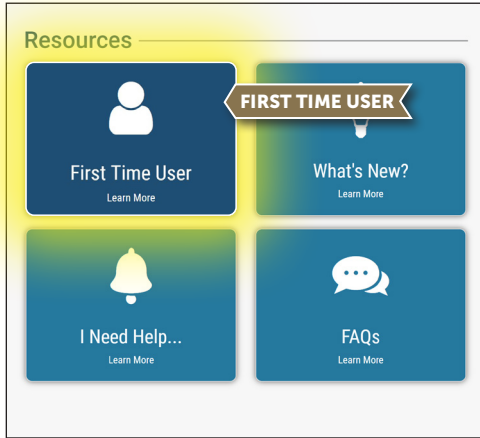 Resources
FIRST TIME USER
First Time User
Learn More
What's New?
Learn More
I Need Help...
Learn More
FAQs
Learn More